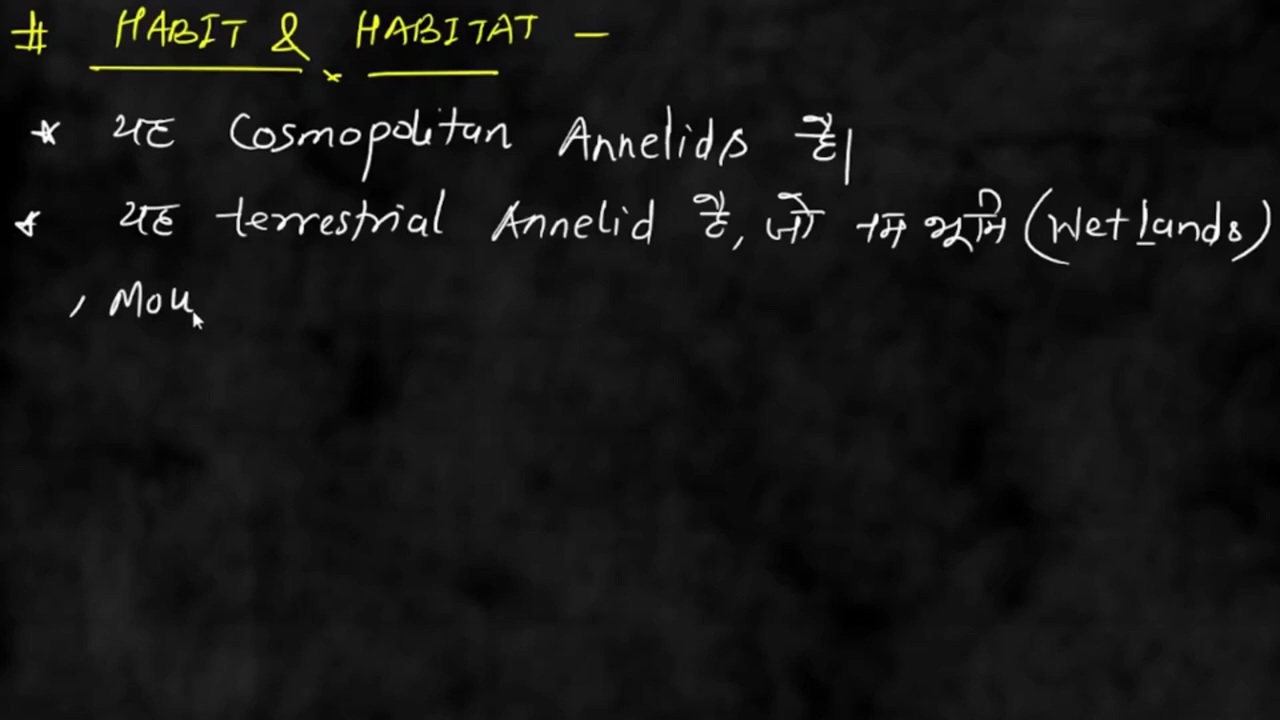 # HABIT & HABITAT -
* यह Cosmopolitan Annelids है।
* यह terrestrial Annelid है, जो नम भूमि (Wetlands)
, Mou